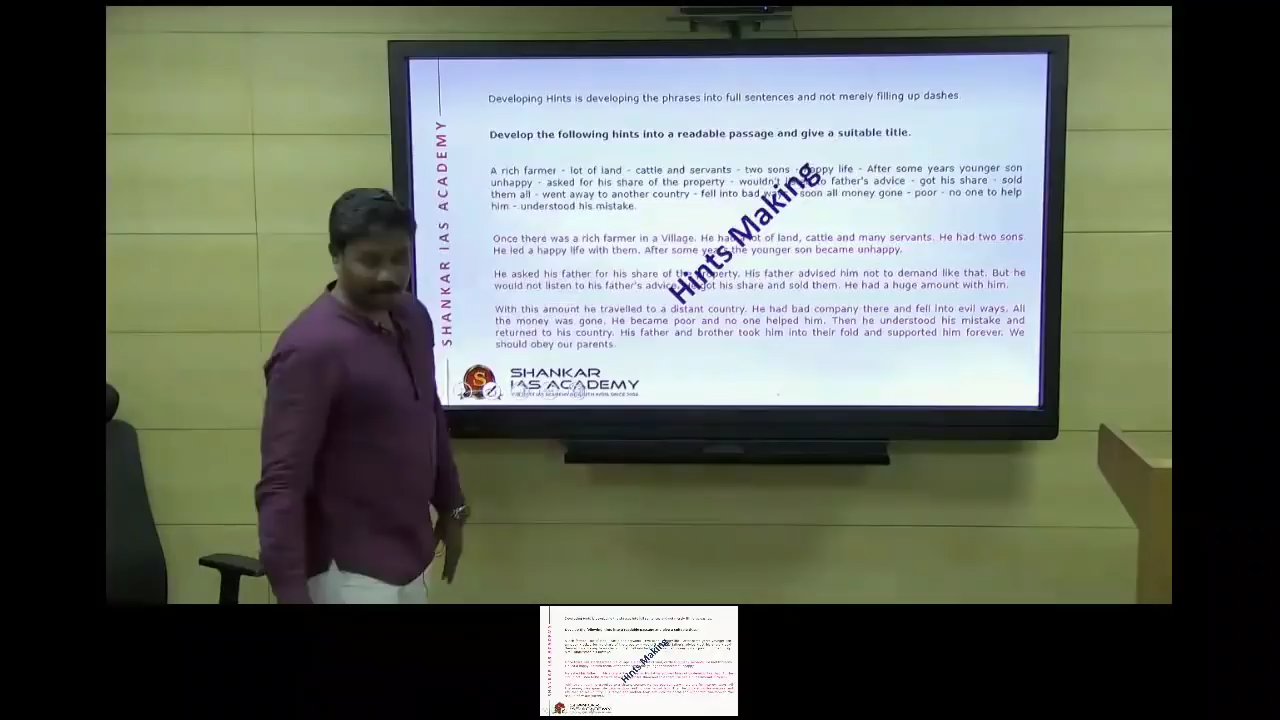 Developing Hints is developing the phrases into full sentences and not merely filling up dashes
Develop the following hints into a readable passage and give a suitable title.
A rich farmer - lot of land - cattle and servants - two sons - happy life - After some years younger son
unhappy - asked for his share of the property - wouldn't to father's advice - got his share - sold
them all - went away to another country - fell into bad soon all money gone - poor - no one to help
him - understood his mistake.
Once there was a rich farmer in a Village. He had lot of land, cattle and many servants. He had two sons.
He led a happy life with them. After some years the younger son became unhappy.
He asked his father for his share of the property. His father advised him not to demand like that. But he
would not listen to his father's advice. got his share and sold them. He had a huge amount with him.
With this amount he travelled to a distant country. He had bad company there and fell into evil ways. All
the money was gone. He became poor and no one helped him. Then he understood his mistake and
returned to his country. His father and brother took him into their fold and supported him forever. We
should obey our parents.
Hints Making
SHANKAR IAS ACADEMY
S
SHANKAR
IAS ACADEMY
Hints Making